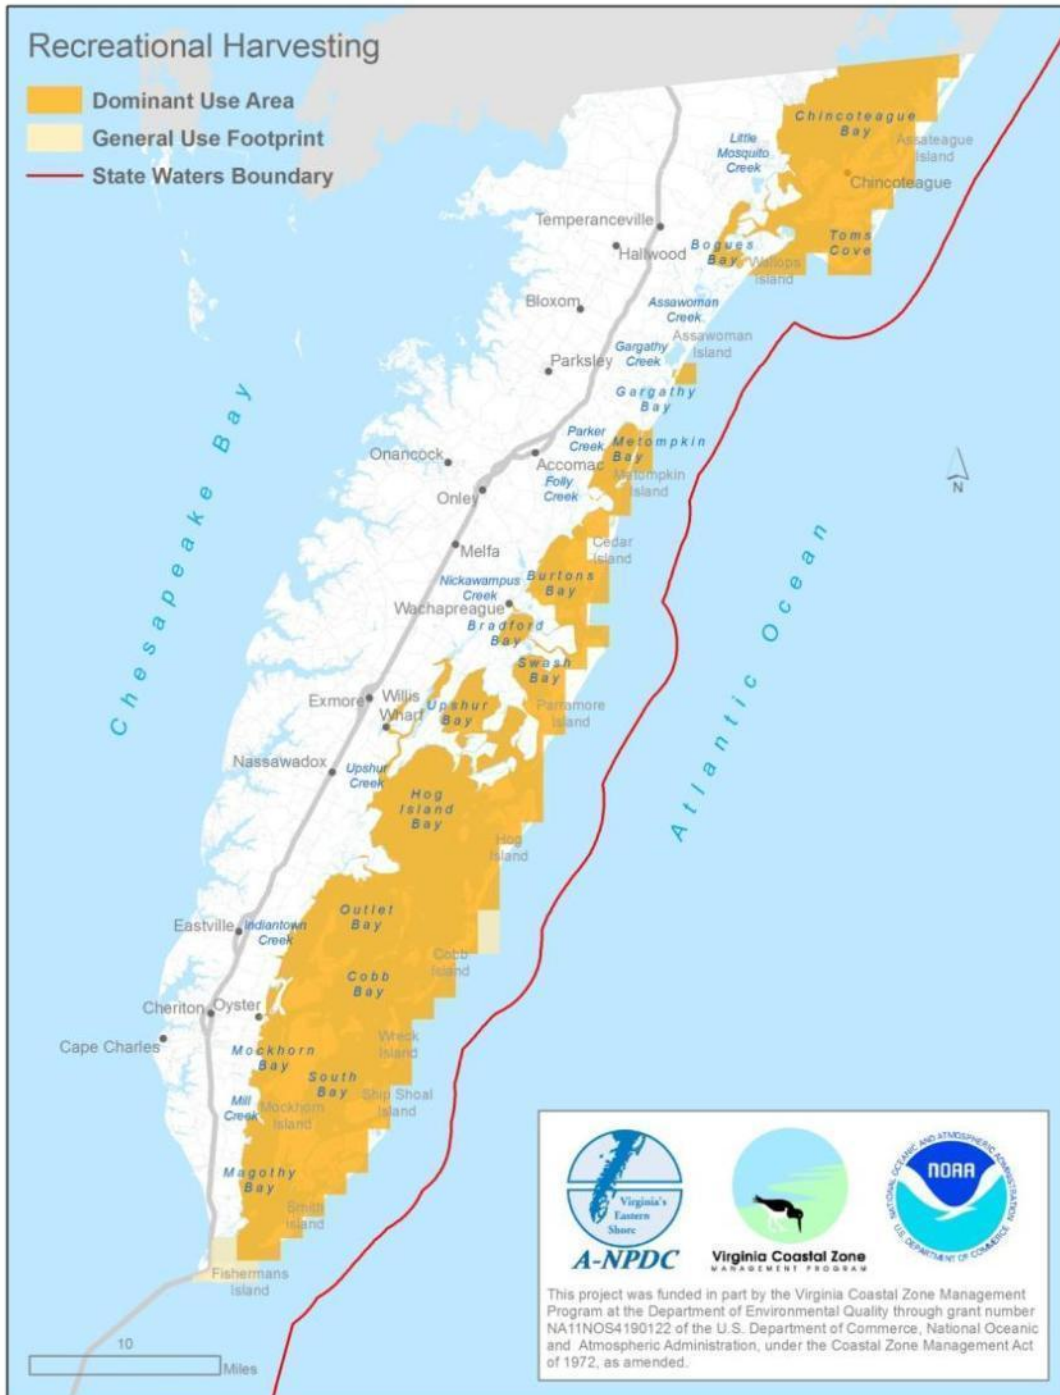 Recreational Harvesting
Dominant Use Area
General Use Footprint
State Waters Boundary
Chincoteague
Bay
Little
Mosquito
Creek
Assateague
Island
Chincoteague
Temperanceville
Hallwood
Bogues
Bay
Toms
Cove
Wallops
Island
Bloxom
Assawoman
Creek
Assawoman
Island
Gargathy
Creek
Parksley
Gargathy
Bay
Chesapeake Bay
Parker
Creek
Metompkin
Bay
Onancock
Accomac
Metompkin
Island
Folly
Creek
Onley
N
Melfa
Cedar
Island
Atlantic Ocean
Nickawampus
Creek
Burtons
Bay
Wachapreague
Bradford
Bay
Swash
Bay
Exmore
Willis
Wharf
Upshur
Bay
Parramore
Island
Nassawadox
Upshur
Creek
Hog
Island
Bay
Hog
Island
Outlet
Bay
Eastville
Indiantown
Creek
Cobb
Island
Cobb
Bay
Cheriton
Oyster
Cape Charles
Wreck
Island
Mockhorn
Bay
South
Bay
Mill
Creek
Mockhorn
Island
Ship Shoal
Island
Magothy
Bay
Smith
Island
Fishermans
Island
10
Miles
Virginia's
Eastern
Shore
A-NPDC
Virginia Coastal Zone
MANAGEMENT PROGRAM
NATIONAL OCEANIC AND ATMOSPHERIC ADMINISTRATION
NOAA
U.S. DEPARTMENT OF COMMERCE
This project was funded in part by the Virginia Coastal Zone Management
Program at the Department of Environmental Quality through grant number
NA11NOS4190122 of the U.S. Department of Commerce, National Oceanic
and Atmospheric Administration, under the Coastal Zone Management Act
of 1972, as amended.